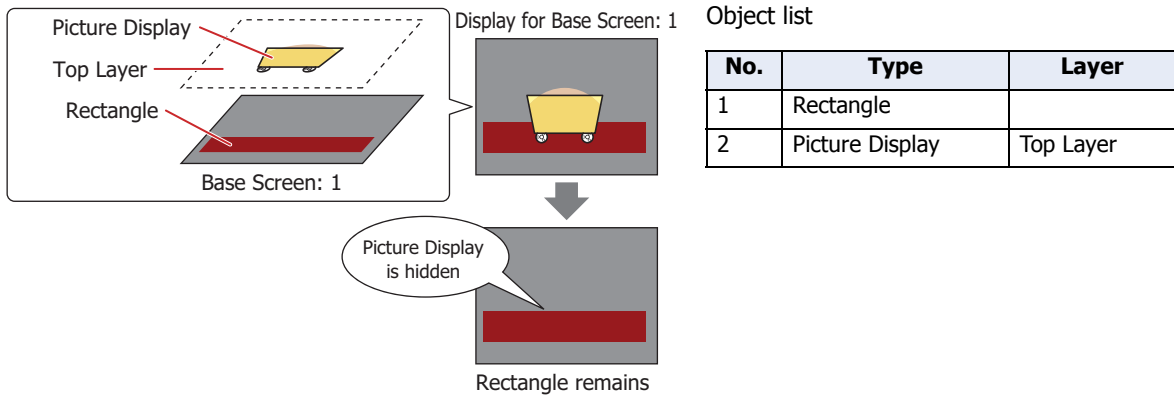 Picture Display
Top Layer
Rectangle
Base Screen: 1
Display for Base Screen: 1
Picture Display
is hidden
Rectangle remains
Object list
No. Type Layer
1 Rectangle
2 Picture Display Top Layer